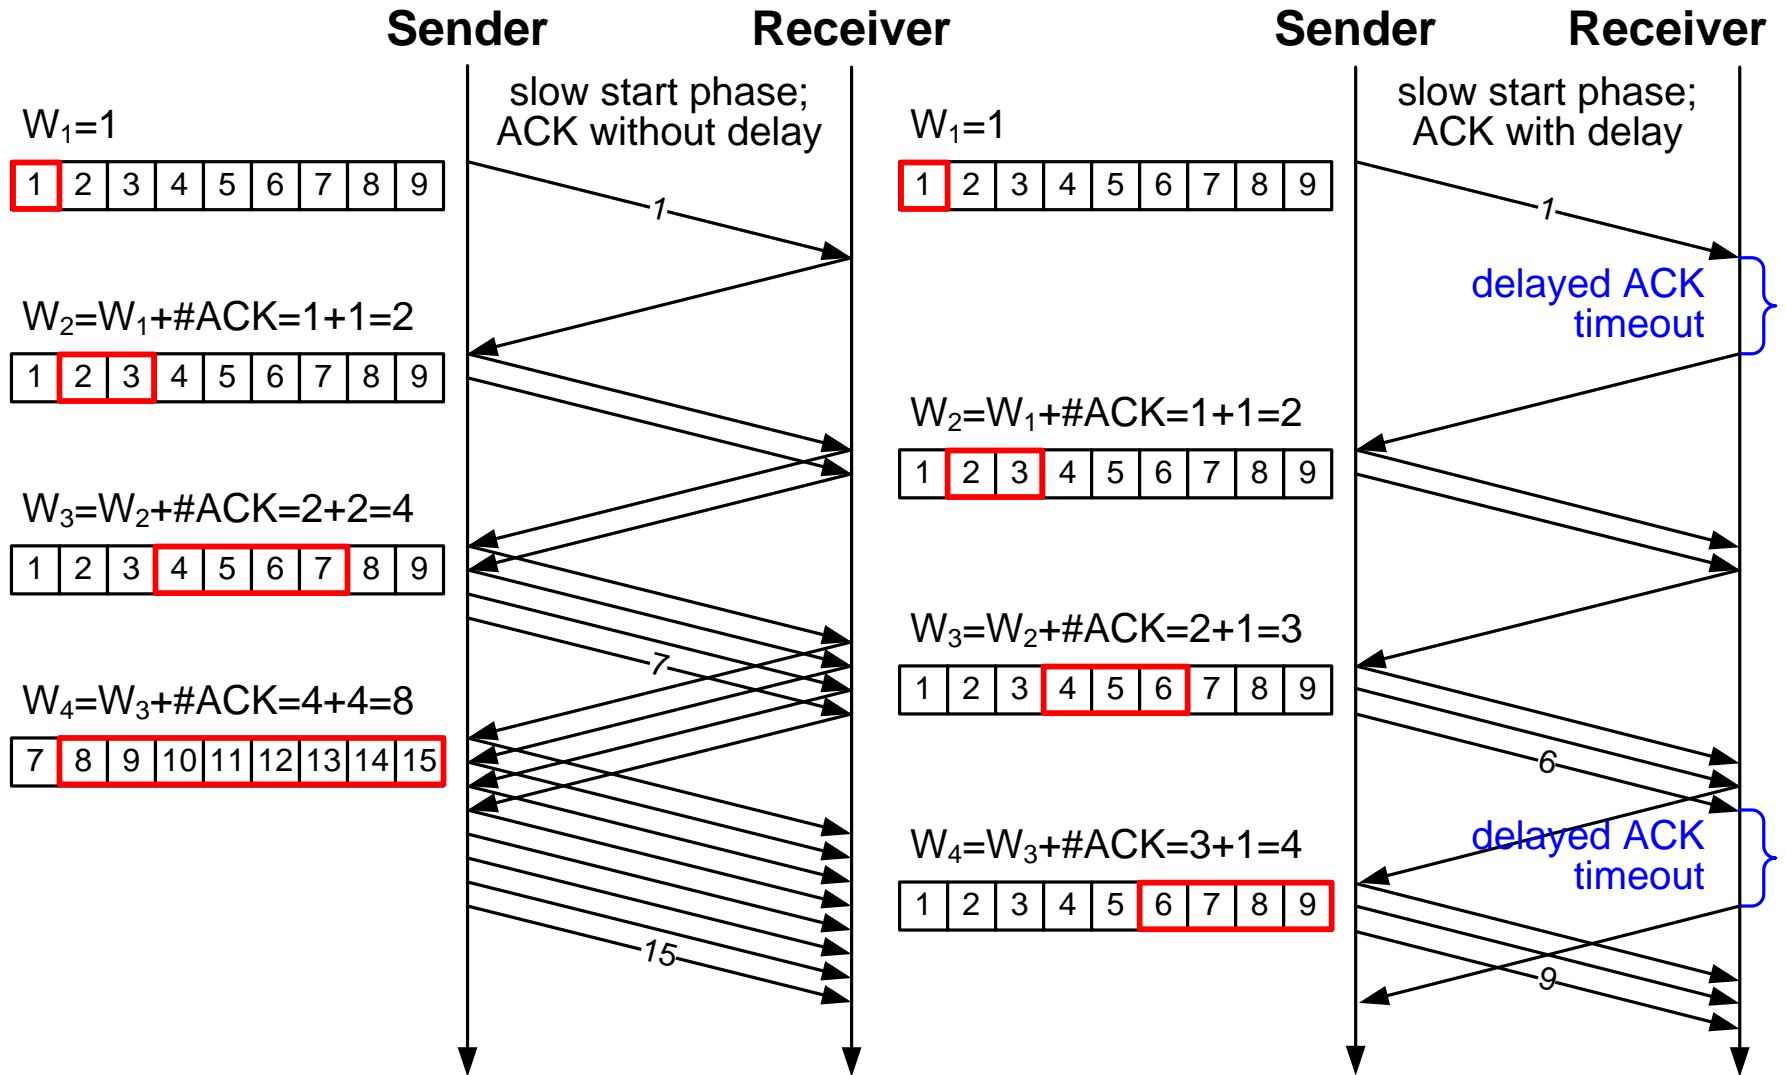 Sender Receiver
slow start phase;
ACK without delay
W₁=1
1 2 3 4 5 6 7 8 9
1
W₂=W₁+#ACK=1+1=2
1 2 3 4 5 6 7 8 9
W₃=W₂+#ACK=2+2=4
1 2 3 4 5 6 7 8 9
7
W₄=W₃+#ACK=4+4=8
7 8 9 10 11 12 13 14 15
15
Sender Receiver
slow start phase;
ACK with delay
W₁=1
1 2 3 4 5 6 7 8 9
1
delayed ACK
timeout
W₂=W₁+#ACK=1+1=2
1 2 3 4 5 6 7 8 9
W₃=W₂+#ACK=2+1=3
1 2 3 4 5 6 7 8 9
6
delayed ACK
timeout
W₄=W₃+#ACK=3+1=4
1 2 3 4 5 6 7 8 9
9